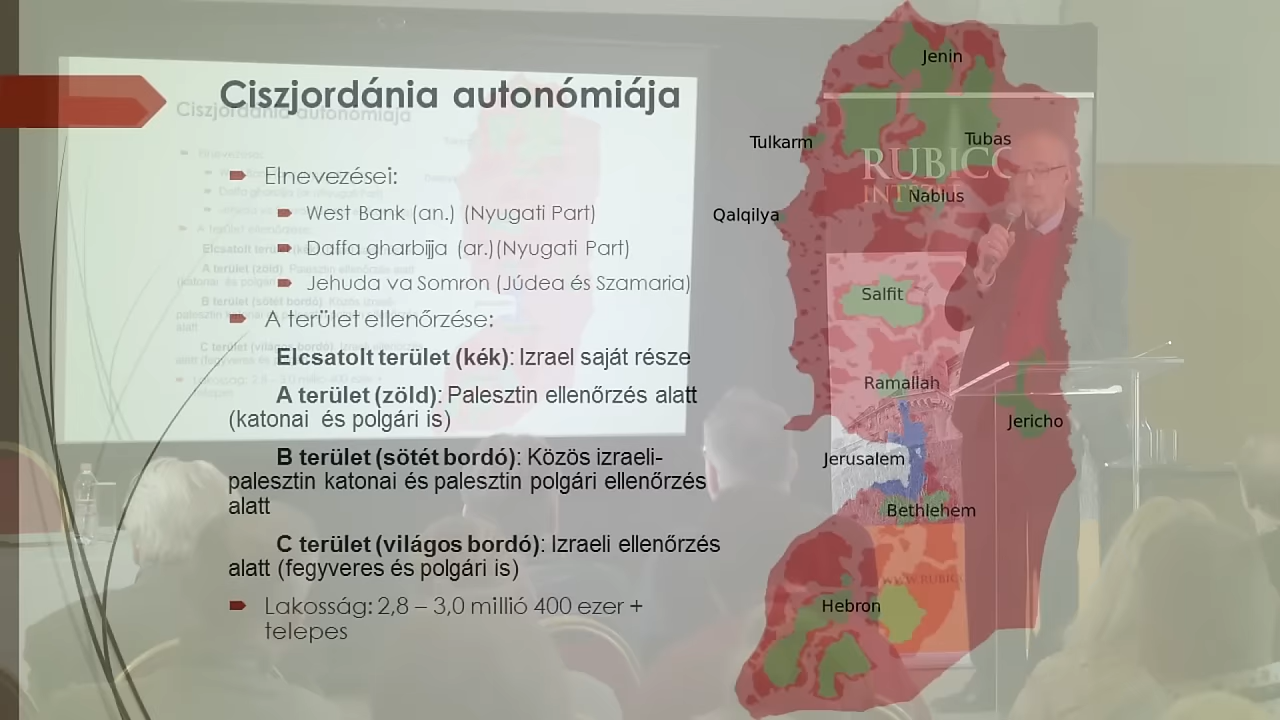 Ciszjordánia autonómiája
Elnevezései:
West Bank (an.) (Nyugati Part)
Daffa gharbijja (ar.)(Nyugati Part)
Jehuda va Somron (Júdea és Szamaria)
A terület ellenőrzése:
Elcsatolt terület (kék): Izrael saját része
A terület (zöld): Palesztin ellenőrzés alatt
(katonai és polgári is)
B terület (sötét bordó): Közös izraeli-
palesztin katonai és palesztin polgári ellenőrzés
alatt
C terület (világos bordó): Izraeli ellenőrzés
alatt (fegyveres és polgári is)
Lakosság: 2,8 – 3,0 millió 400 ezer +
telepes
Jenin
Tulkarm
Tubas
RUBICO
Nablus
Qalqilya
Salfit
Ramallah
Jericho
Jerusalem
Bethlehem
WWW.RUBICO
Hebron